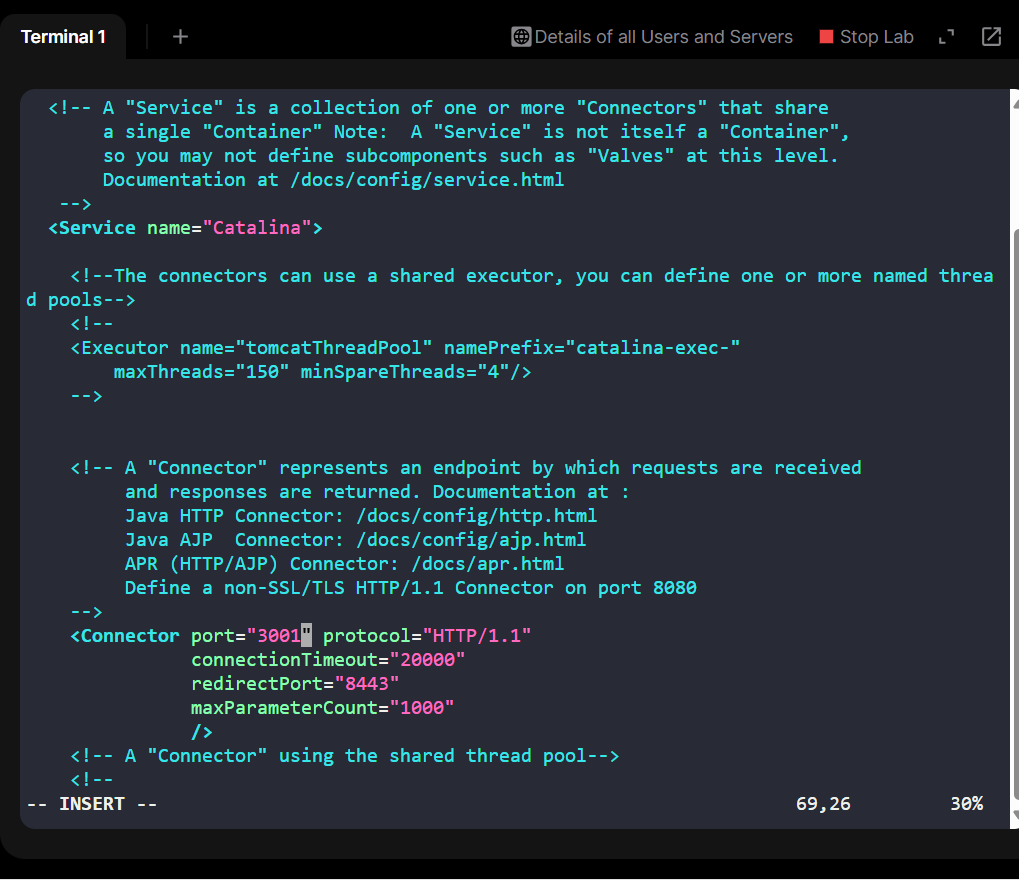 Terminal 1
+
Details of all Users and Servers
Stop Lab
<!-- A "Service" is a collection of one or more "Connectors" that share
a single "Container" Note:  A "Service" is not itself a "Container",
so you may not define subcomponents such as "Valves" at this level.
Documentation at /docs/config/service.html
-->
<Service name="Catalina">
<!--The connectors can use a shared executor, you can define one or more named threa
d pools-->
<!--
<Executor name="tomcatThreadPool" namePrefix="catalina-exec-"
maxThreads="150" minSpareThreads="4"/>
-->
<!-- A "Connector" represents an endpoint by which requests are received
and responses are returned. Documentation at :
Java HTTP Connector: /docs/config/http.html
Java AJP  Connector: /docs/config/ajp.html
APR (HTTP/AJP) Connector: /docs/apr.html
Define a non-SSL/TLS HTTP/1.1 Connector on port 8080
-->
<Connector port="3001" protocol="HTTP/1.1"
connectionTimeout="20000"
redirectPort="8443"
maxParameterCount="1000"
/>
<!-- A "Connector" using the shared thread pool-->
<!--
-- INSERT -- 69,26 30%